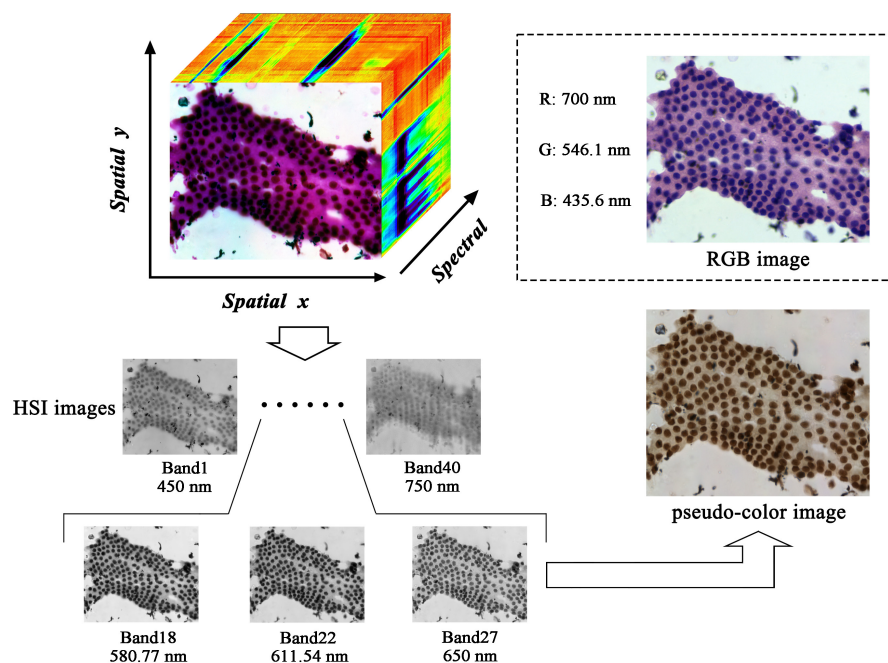 Spatial y
Spatial x
Spectral
R: 700 nm
G: 546.1 nm
B: 435.6 nm
RGB image
HSI images
Band1
450 nm
Band40
750 nm
pseudo-color image
Band18
580.77 nm
Band22
611.54 nm
Band27
650 nm